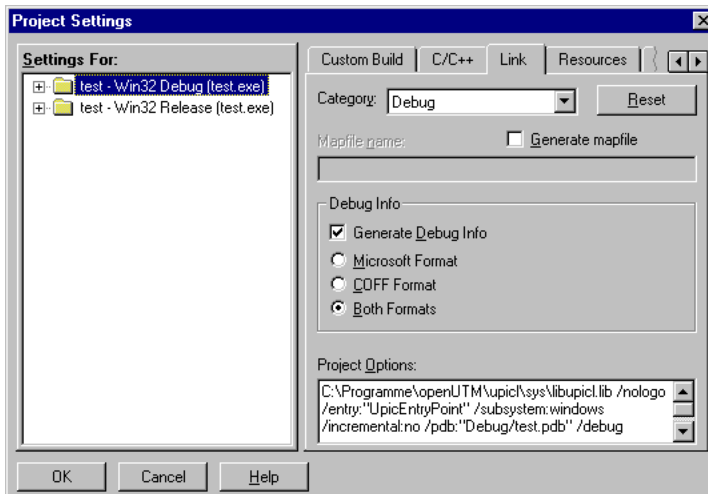 Project Settings
Settings For:
test - Win32 Debug (test.exe)
test - Win32 Release (test.exe)
Custom Build
C/C++
Link
Resources
Category:
Debug
Reset
Mapfile name:
Generate mapfile
Debug Info
Generate Debug Info
Microsoft Format
COFF Format
Both Formats
Project Options:
C:\Programme\openUTM\upicl\sys\libupicl.lib /nologo
/entry:"UpicEntryPoint" /subsystem:windows
/incremental:no /pdb:"Debug/test.pdb" /debug
OK
Cancel
Help